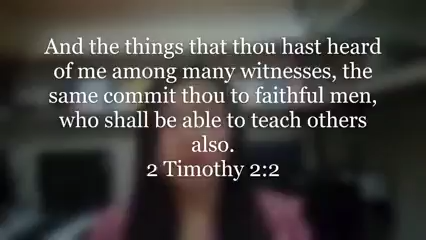 And the things that thou hast heard
of me among many witnesses, the
same commit thou to faithful men,
who shall be able to teach others
also.
2 Timothy 2:2